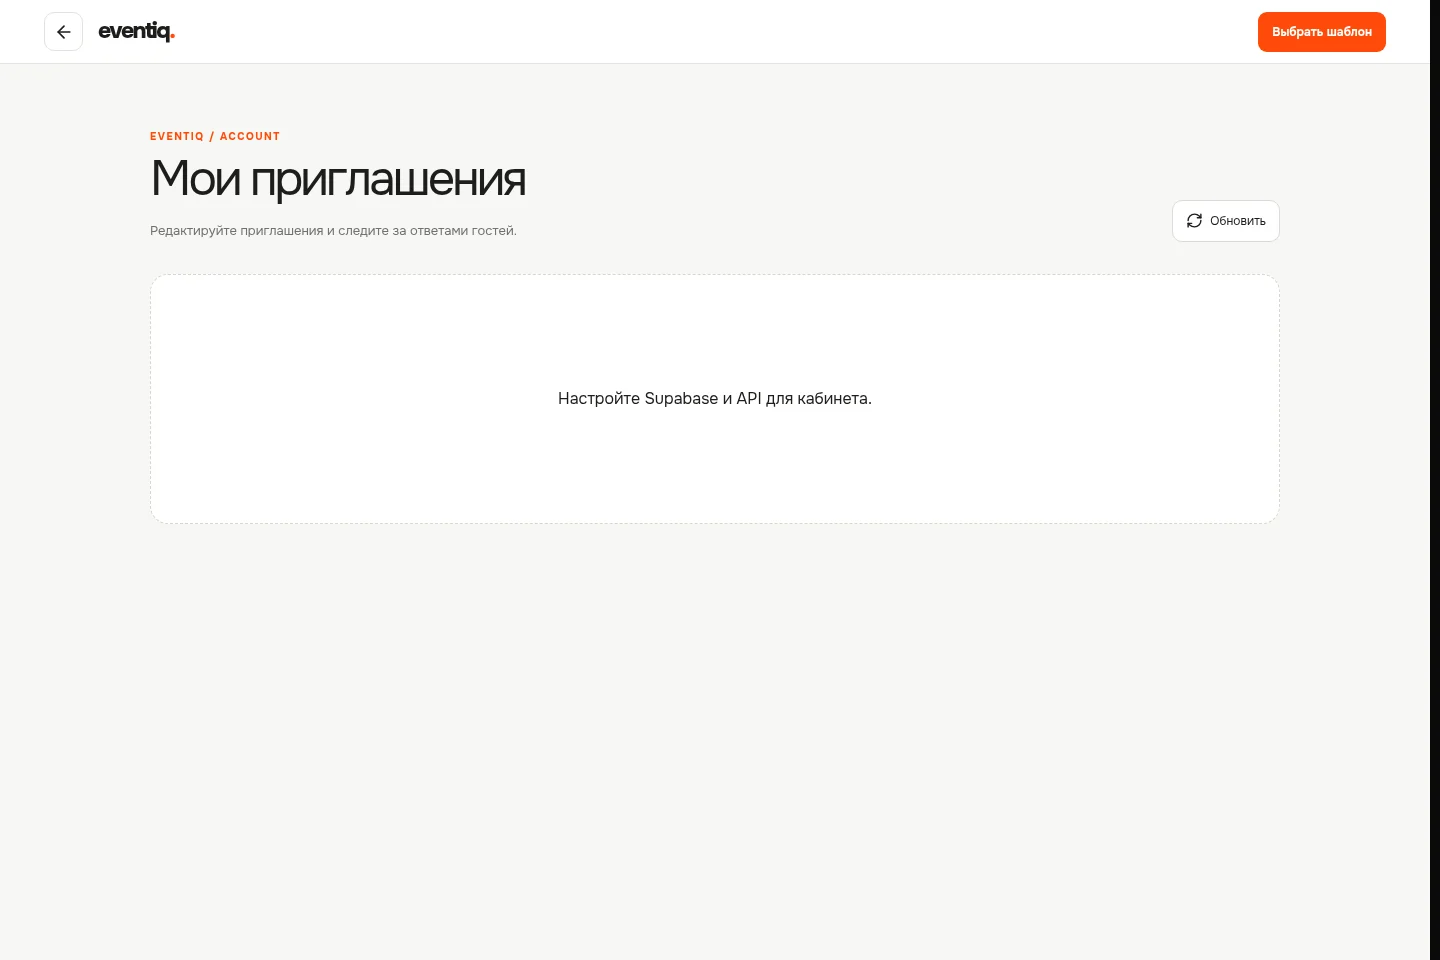 eventiq.
Выбрать шаблон
EVENTIQ / ACCOUNT
Мои приглашения
Редактируйте приглашения и следите за ответами гостей.
Обновить
Настройте Supabase и API для кабинета.